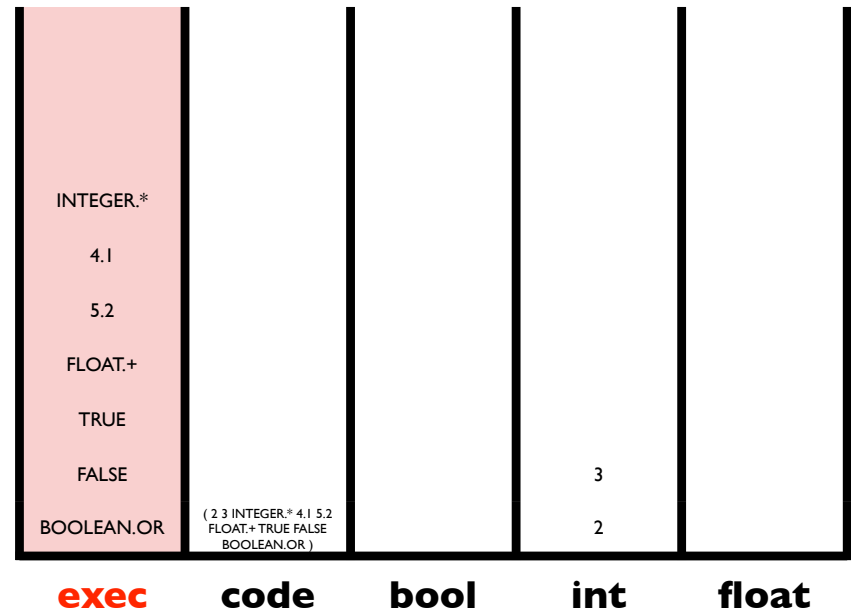 INTEGER.*
4.1
5.2
FLOAT.+
TRUE
FALSE
3
BOOLEAN.OR
( 2 3 INTEGER.* 4.1 5.2
FLOAT.+ TRUE FALSE
BOOLEAN.OR )
2
exec code bool int float